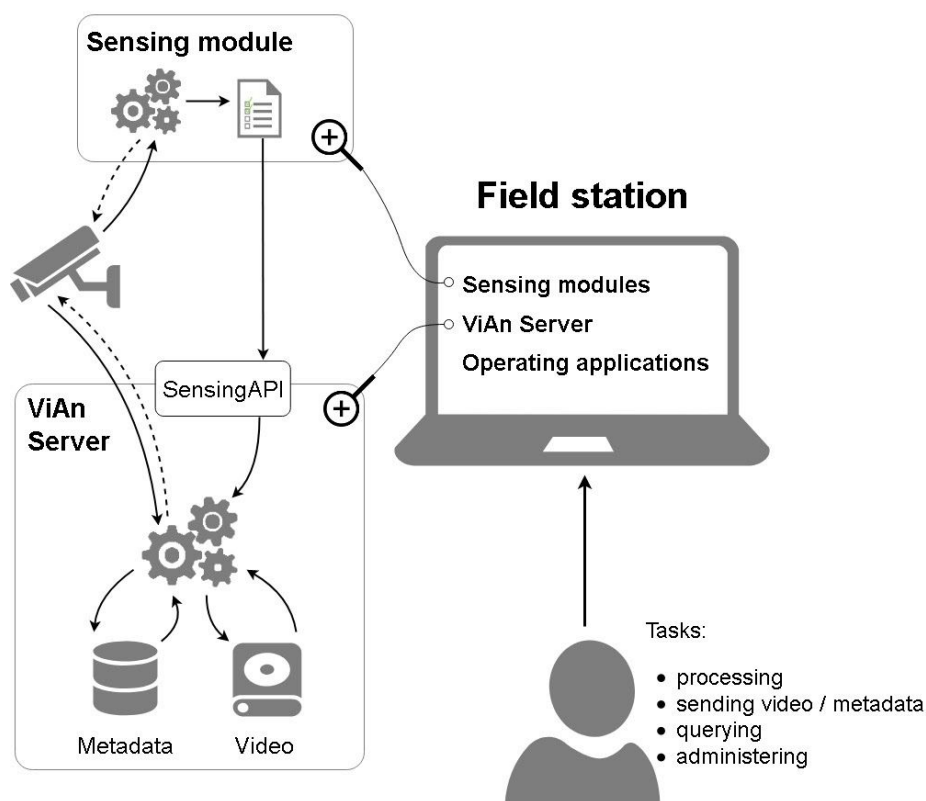 Sensing module
Field station
Sensing modules
ViAn Server
Operating applications
SensingAPI
ViAn
Server
Metadata
Video
Tasks:
• processing
• sending video / metadata
• querying
• administering